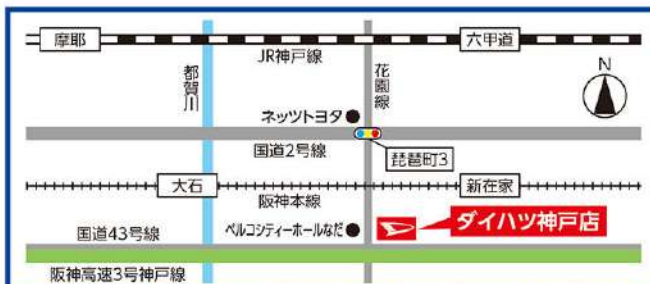 摩耶
六甲道
JR神戸線
都賀川
花園線
N
ネッツトヨタ
国道2号線
琵琶町3
大石
阪神本線
新在家
国道43号線
ベルコシティーホールなだ
ダイハツ神戸店
阪神高速3号神戸線